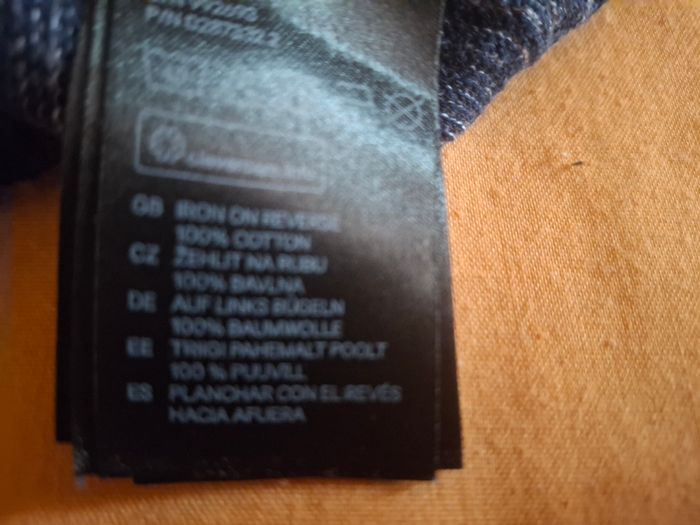 GB IRON ON REVERSE
100% COTTON
CZ ŽEHLIT NA RUBU
100% BAVLNA
DE AUF LINKS BÜGELN
100% BAUMWOLLE
EE TRIIGI PAHEMALT POOLT
100 % PUUVILL
ES PLANCHAR CON EL REVÉS
HACIA AFUERA